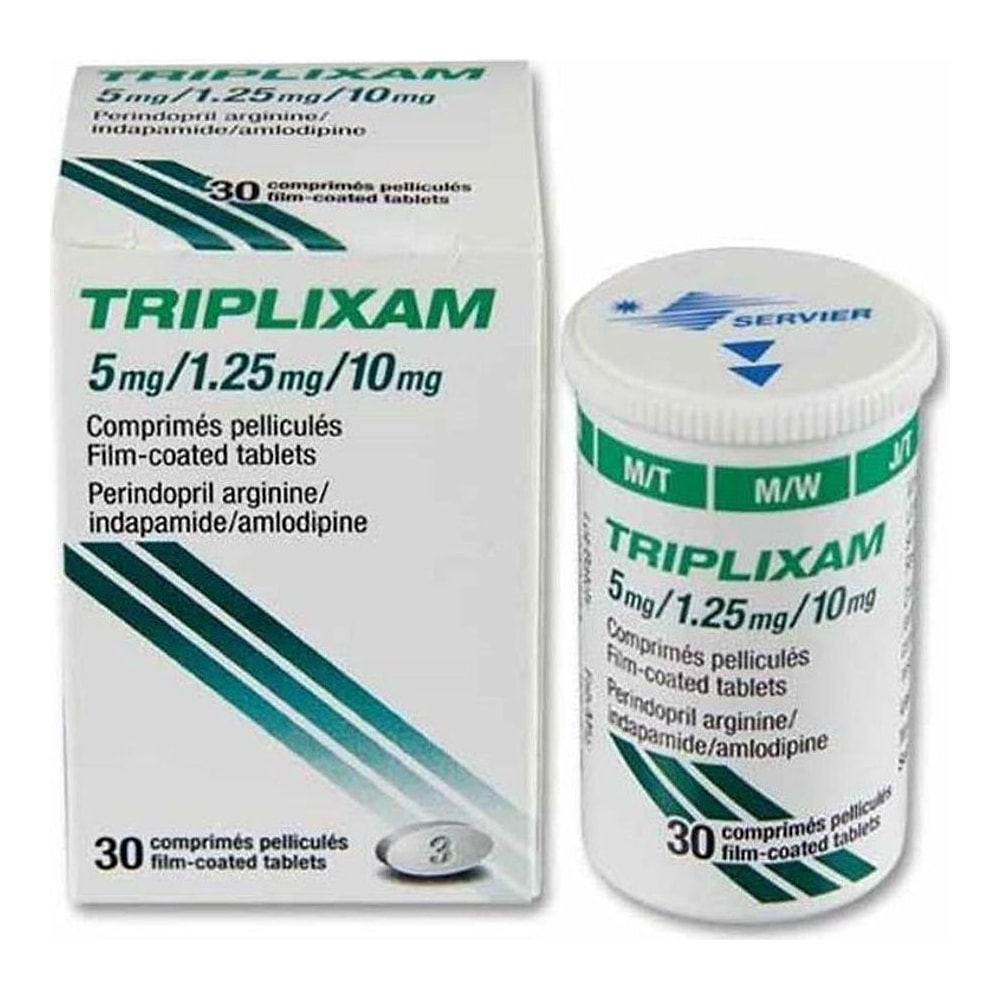 TRIPLIXAM
5mg/1.25mg/10mg
Perindopril arginine/
indapamide/amlodipine
30 comprimés pelliculés
film-coated tablets
TRIPLIXAM
5mg/1.25mg/10mg
Comprimés pelliculés
Film-coated tablets
Perindopril arginine/
indapamide/amlodipine
30 comprimés pelliculés
film-coated tablets
3
SERVIER
M/T M/W J/T
TRIPLIXAM
5mg/1.25mg/10mg
Comprimés pelliculés
Film-coated tablets
Perindopril arginine/
indapamide/amlodipine
30 comprimés pelliculés
film-coated tablets